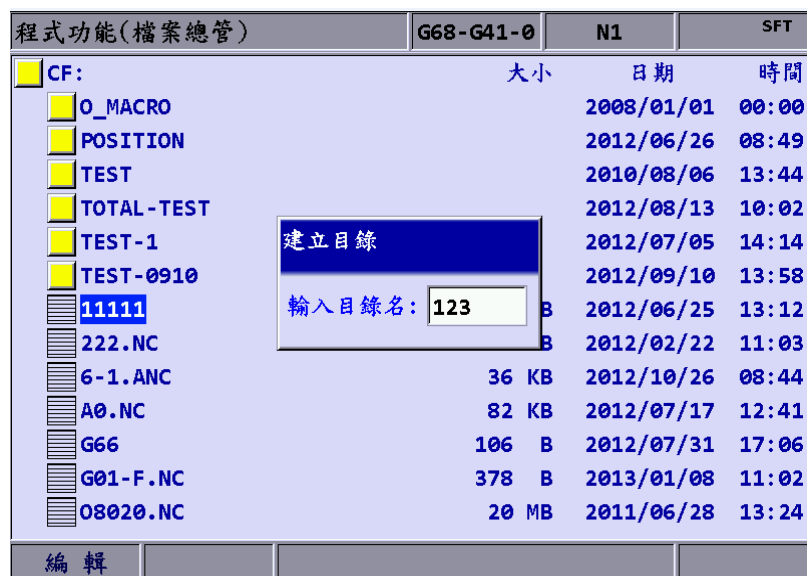 程式功能(檔案總管) G68-G41-0 N1 SFT
CF: 大小 日期 時間
O_MACRO 2008/01/01 00:00
POSITION 2012/06/26 08:49
TEST 2010/08/06 13:44
TOTAL-TEST 2012/08/13 10:02
TEST-1 2012/07/05 14:14
TEST-0910 2012/09/10 13:58
建立目錄
輸入目錄名: 123
11111 B 2012/06/25 13:12
222.NC B 2012/02/22 11:03
6-1.ANC 36 KB 2012/10/26 08:44
A0.NC 82 KB 2012/07/17 12:41
G66 106 B 2012/07/31 17:06
G01-F.NC 378 B 2013/01/08 11:02
O8020.NC 20 MB 2011/06/28 13:24
編 輯